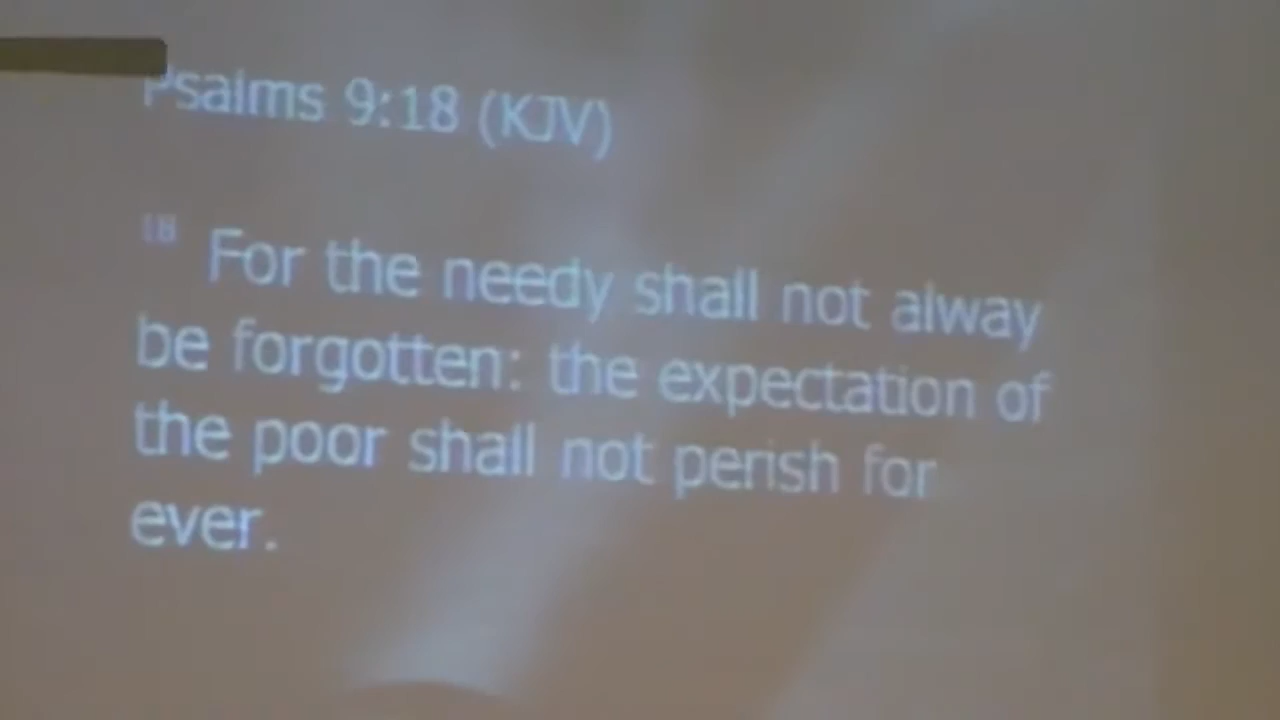 Psalms 9:18 (KJV)
18 For the needy shall not alway
be forgotten: the expectation of
the poor shall not perish for
ever.